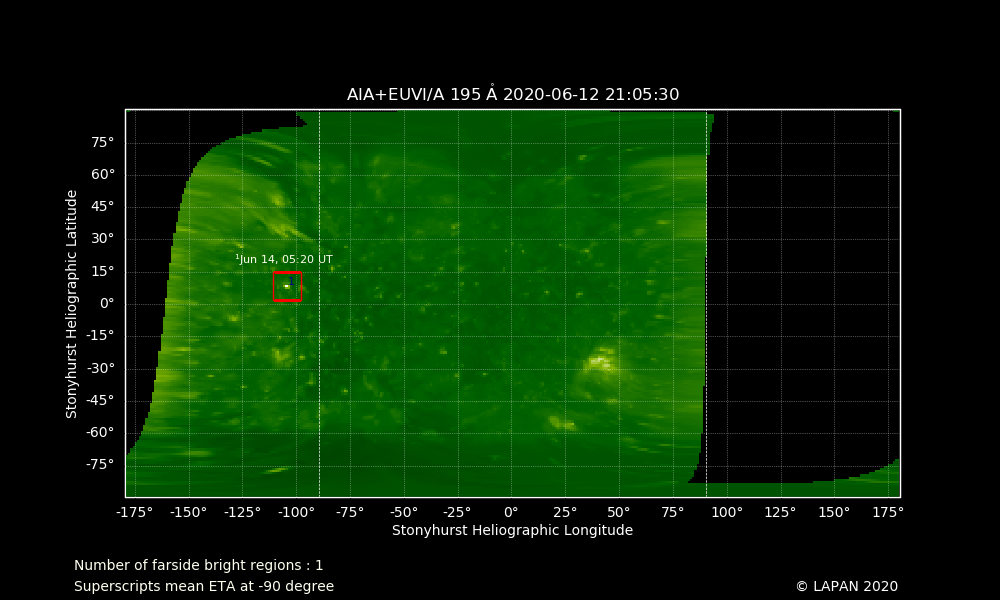 AIA+EUVI/A 195 Å 2020-06-12 21:05:30
Stonyhurst Heliographic Latitude
75°
60°
45°
30°
15°
0°
-15°
-30°
-45°
-60°
-75°
¹Jun 14, 05:20 UT
-175° -150° -125° -100° -75° -50° -25° 0° 25° 50° 75° 100° 125° 150° 175°
Stonyhurst Heliographic Longitude
Number of farside bright regions : 1
Superscripts mean ETA at -90 degree
© LAPAN 2020